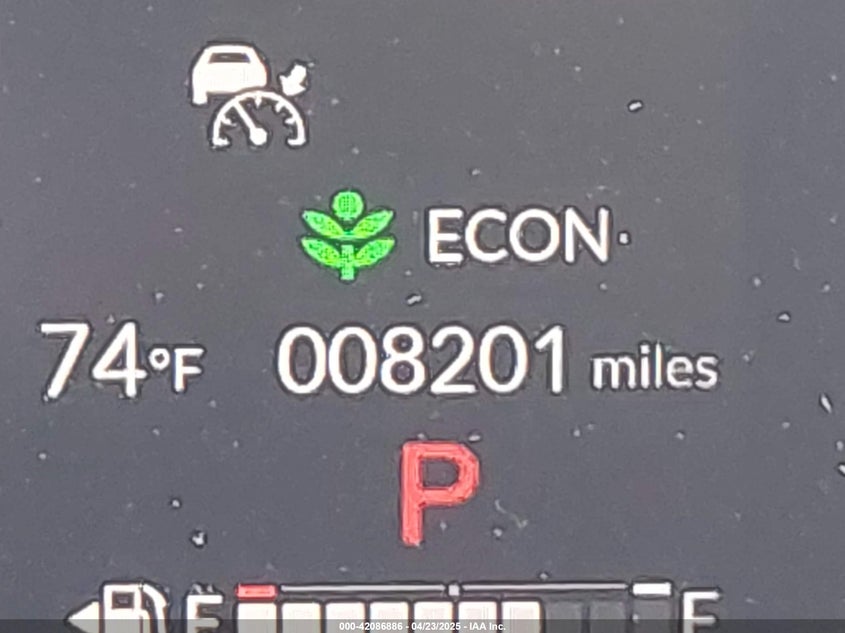 ECON
74°F 008201 miles
P
E F
000-42086886 - 04/23/2025 - IAA Inc.